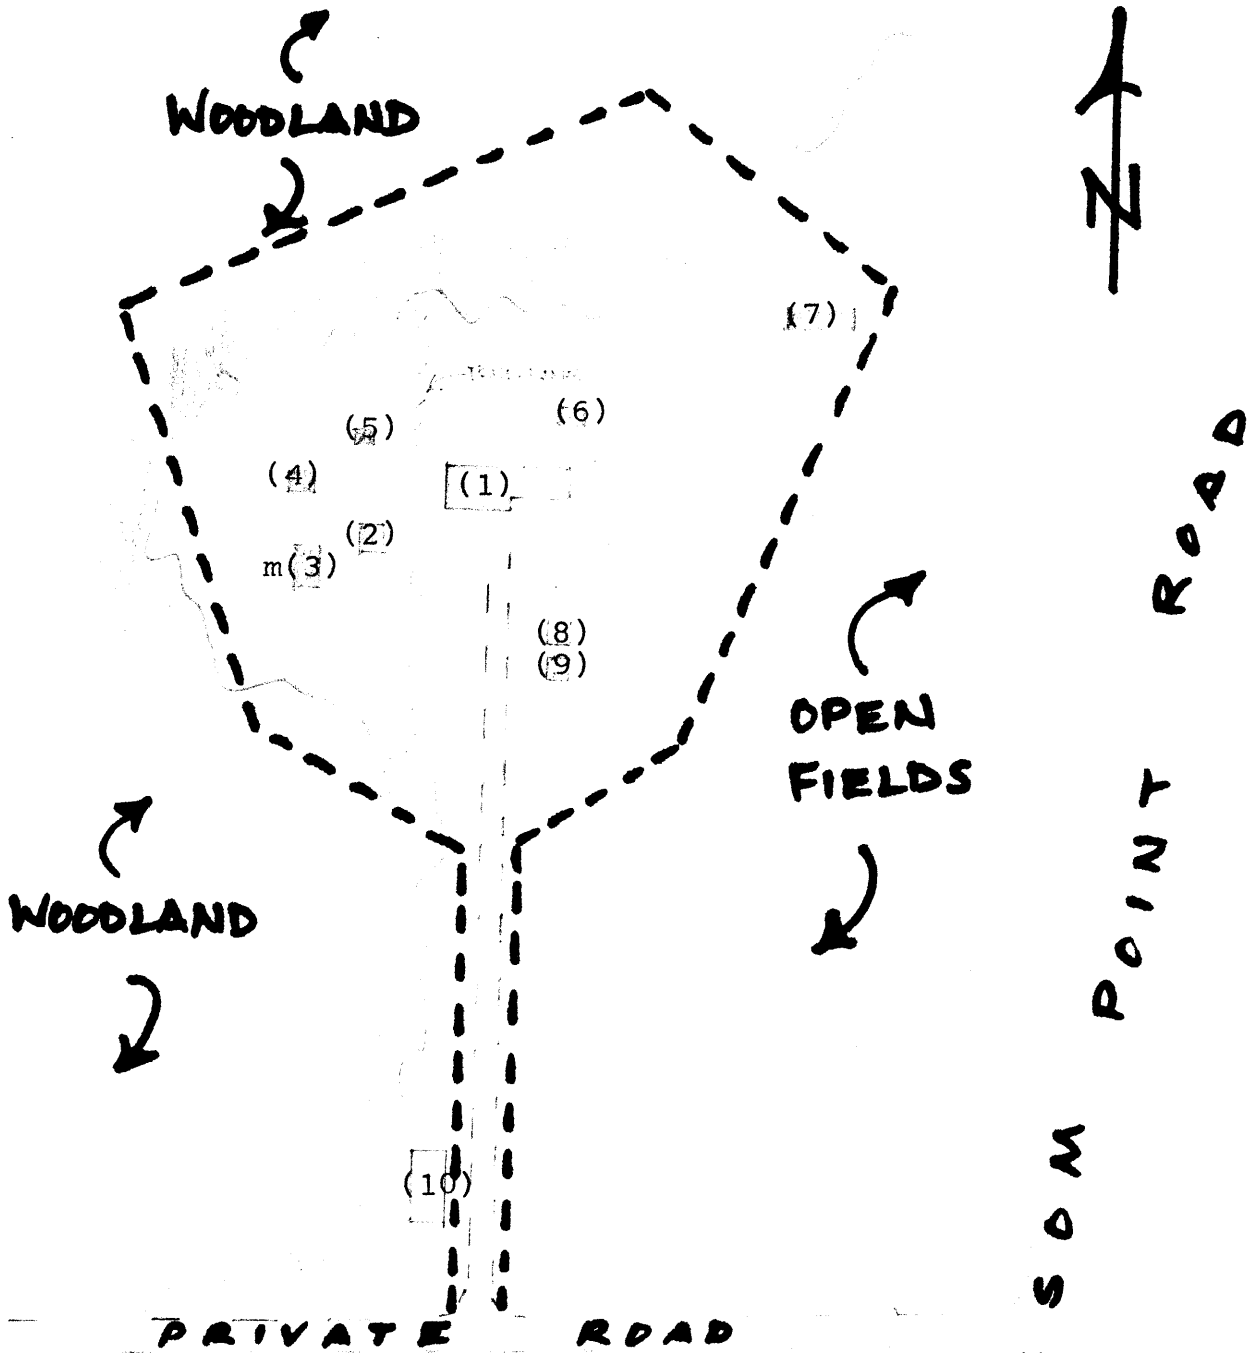 WOODLAND
N
(7)
(6)
(5)
(4)
(1)
(2)
m(3)
(8)
(9)
OPEN
FIELDS
WOODLAND
(10)
SOM POINT ROAD
PRIVATE ROAD